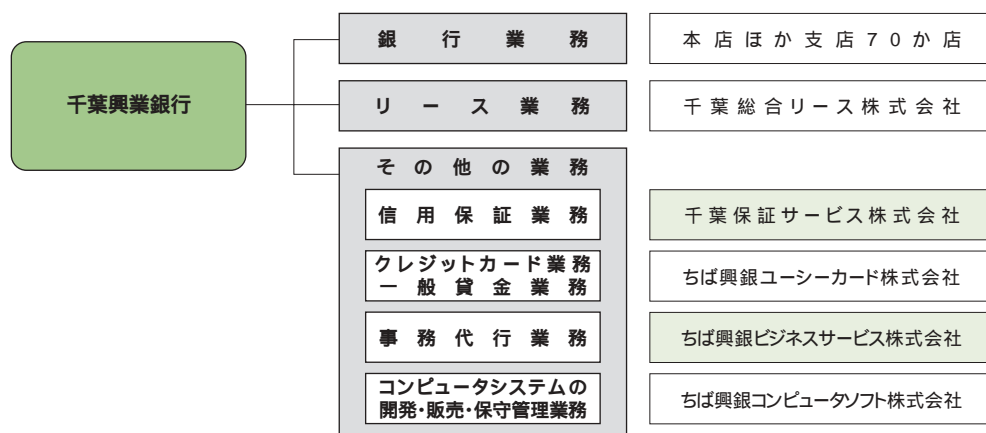 千葉興業銀行
銀行業務
本店ほか支店70か店
リース業務
千葉総合リース株式会社
その他の業務
信用保証業務
千葉保証サービス株式会社
クレジットカード業務
一般貸金業務
ちば興銀ユーシーカード株式会社
事務代行業務
ちば興銀ビジネスサービス株式会社
コンピュータシステムの
開発・販売・保守管理業務
ちば興銀コンピュータソフト株式会社